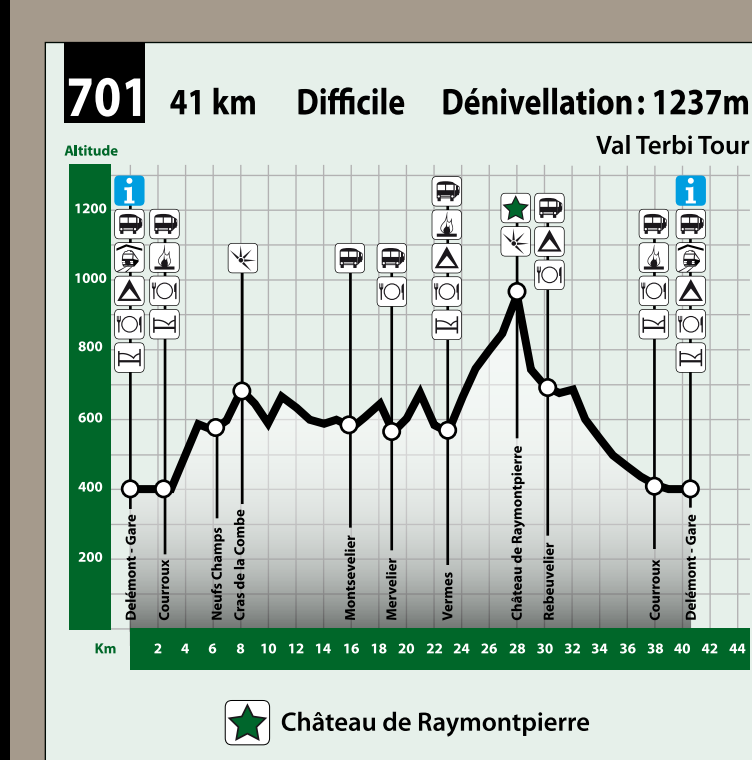 701 41 km Difficile Dénivellation: 1237m
Val Terbi Tour
Altitude
1200
1000
800
600
400
200
Delémont - Gare
Courroux
Neufs Champs
Cras de la Combe
Montsevelier
Mervelier
Vermes
Château de Raymontpierre
Rebeuvelier
Courroux
Delémont - Gare
Km 2 4 6 8 10 12 14 16 18 20 22 24 26 28 30 32 34 36 38 40 42 44
Château de Raymontpierre